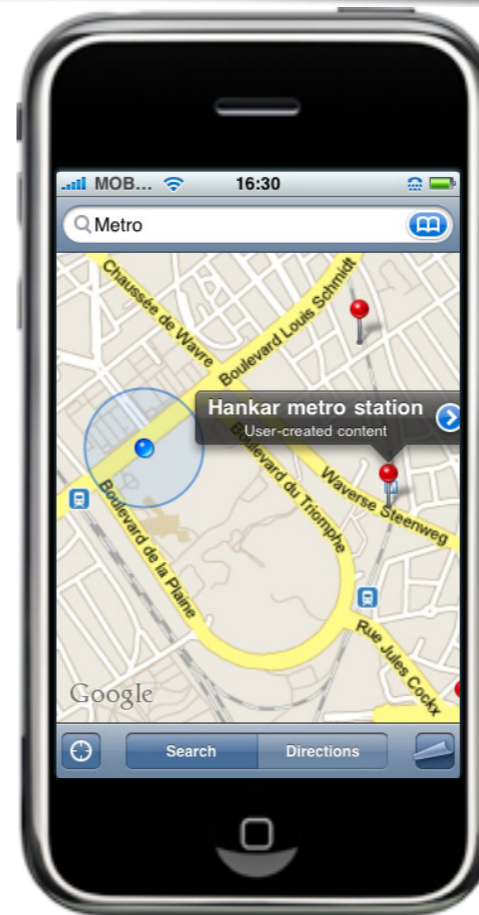 MOB... 16:30
Metro
Chaussée de Wavre
Boulevard Louis Schmidt
Hankar metro station
User-created content
Boulevard du Triomphe
Waverse Steenweg
Boulevard de la Plaine
Rue Jules Cockx
Google
Search Directions